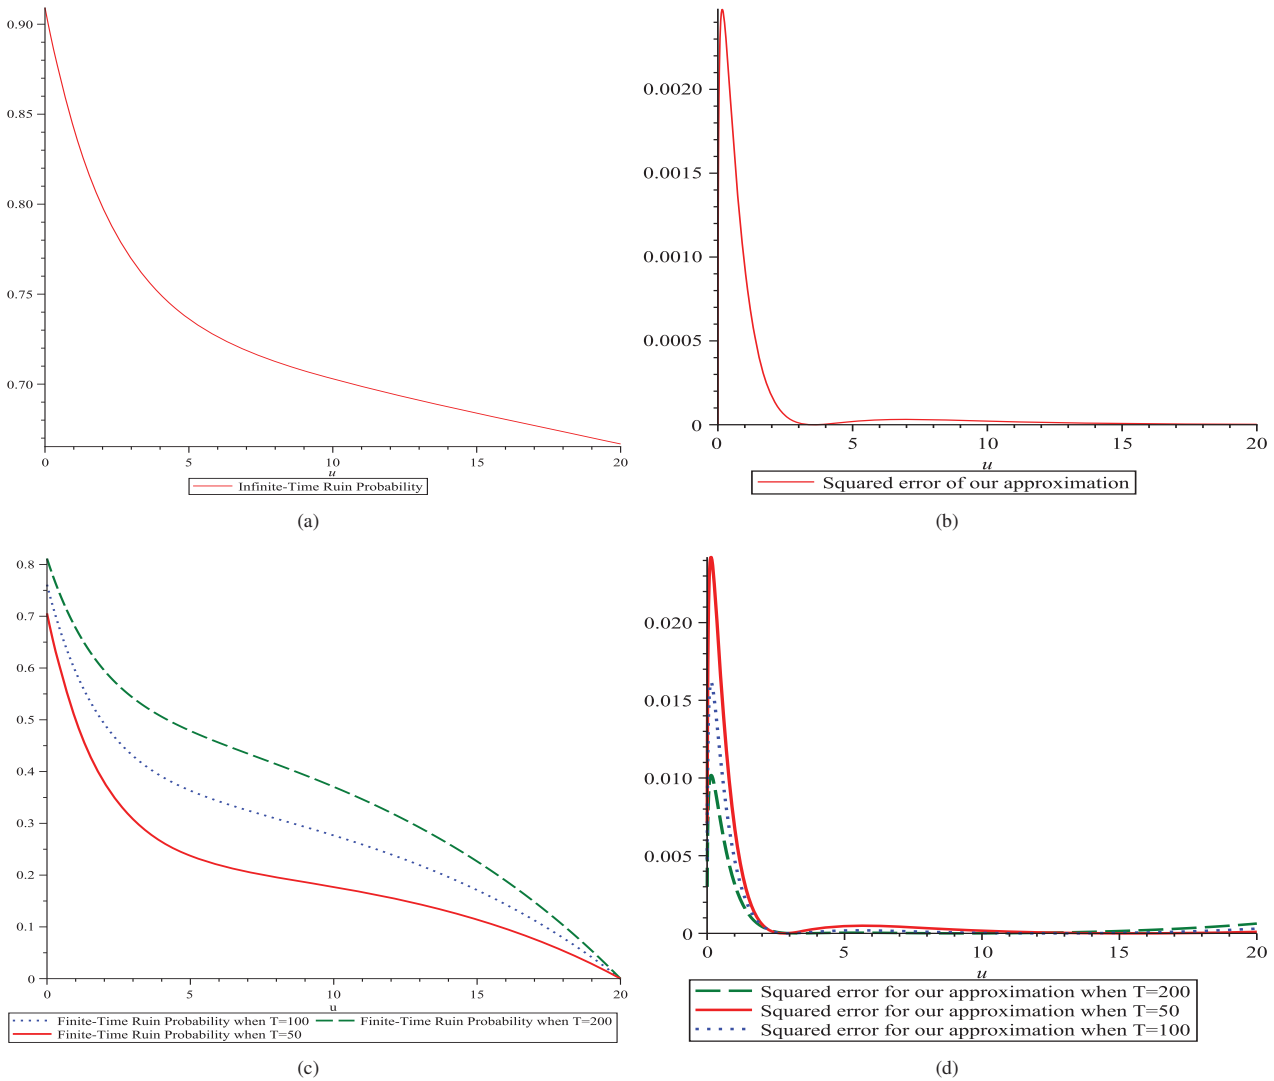 0.90
0.85
0.80
0.75
0.70
0 5 10 15 20
u
Infinite-Time Ruin Probability
(a)
0.0020
0.0015
0.0010
0.0005
0
0 5 10 15 20
u
Squared error of our approximation
(b)
0.8
0.7
0.6
0.5
0.4
0.3
0.2
0.1
0
0 5 10 15 20
u
Finite-Time Ruin Probability when T=100 Finite-Time Ruin Probability when T=200
Finite-Time Ruin Probability when T=50
(c)
0.020
0.015
0.010
0.005
0
0 5 10 15 20
u
Squared error for our approximation when T=200
Squared error for our approximation when T=50
Squared error for our approximation when T=100
(d)